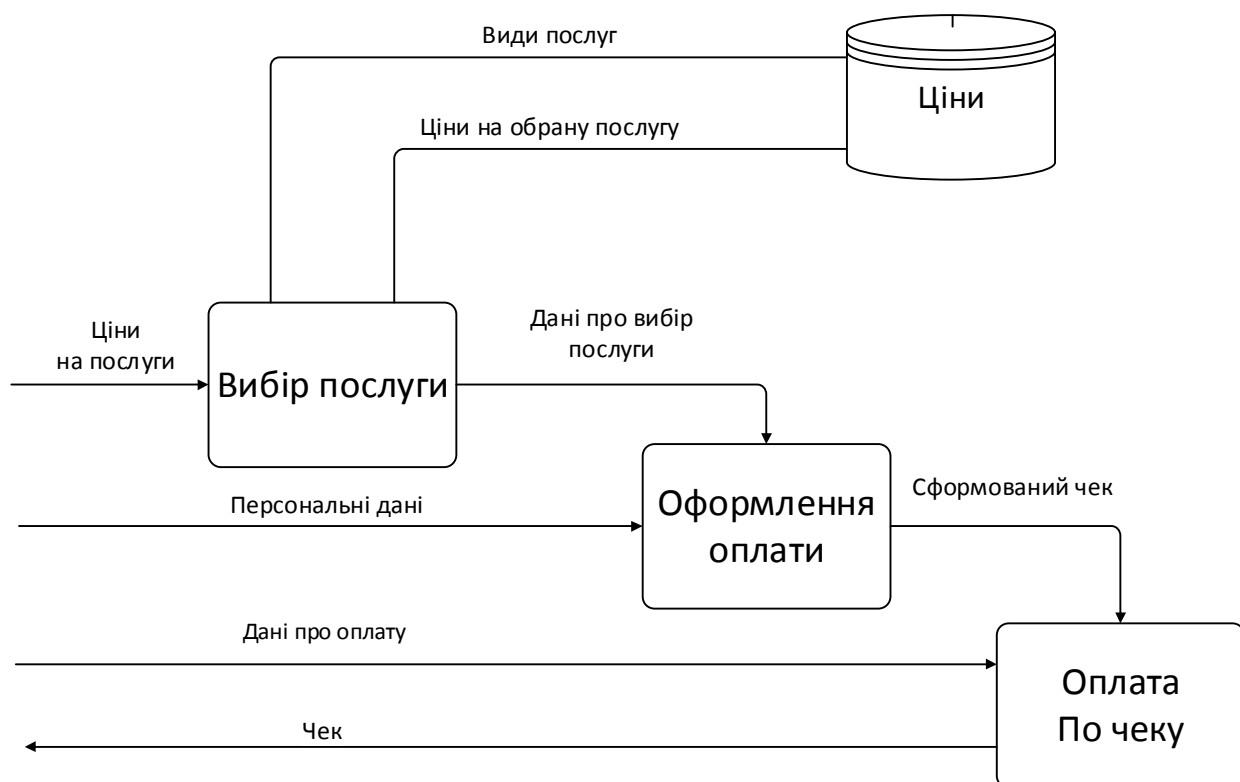 Види послуг
Ціни
Ціни на обрану послугу
Ціни
на послуги
Вибір послуги
Дані про вибір
послуги
Персональні дані
Оформлення
оплати
Сформований чек
Дані про оплату
Оплата
По чеку
Чек